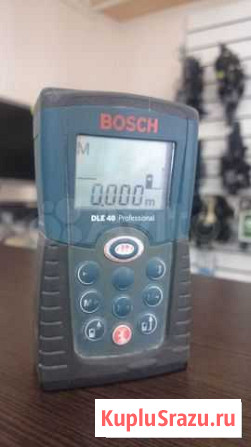 BOSCH
M
0.000m
DLE 40 Professional
KupluSrazu.ru